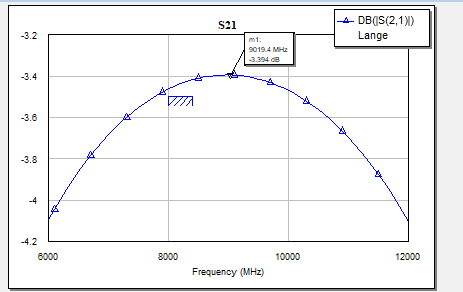 S21
DB(|S(2,1)|)
Lange
m1:
9019.4 MHz
-3.394 dB
-3.2
-3.4
-3.6
-3.8
-4
-4.2
6000 8000 10000 12000
Frequency (MHz)